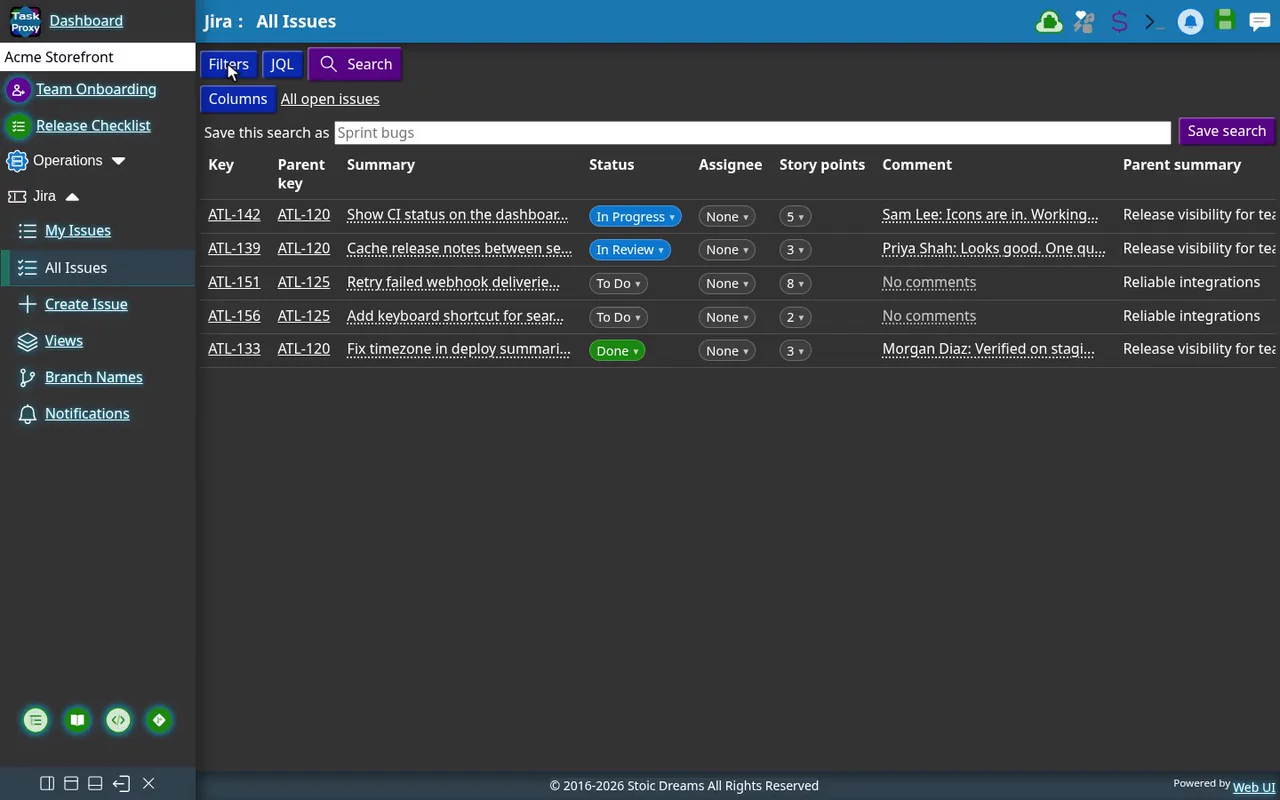 Task Proxy
Dashboard
Jira : All Issues
Acme Storefront
Team Onboarding
Release Checklist
Operations
Jira
My Issues
All Issues
Create Issue
Views
Branch Names
Notifications
Filters JQL Search
Columns All open issues
Save this search as Sprint bugs Save search
Key Parent key Summary Status Assignee Story points Comment Parent summary
ATL-142 ATL-120 Show CI status on the dashboar... In Progress None 5 Sam Lee: Icons are in. Working... Release visibility for tea
ATL-139 ATL-120 Cache release notes between se... In Review None 3 Priya Shah: Looks good. One qu... Release visibility for tea
ATL-151 ATL-125 Retry failed webhook deliverie... To Do None 8 No comments Reliable integrations
ATL-156 ATL-125 Add keyboard shortcut for sear... To Do None 2 No comments Reliable integrations
ATL-133 ATL-120 Fix timezone in deploy summari... Done None 3 Morgan Diaz: Verified on stagi... Release visibility for tea
© 2016-2026 Stoic Dreams All Rights Reserved
Powered by Web UI